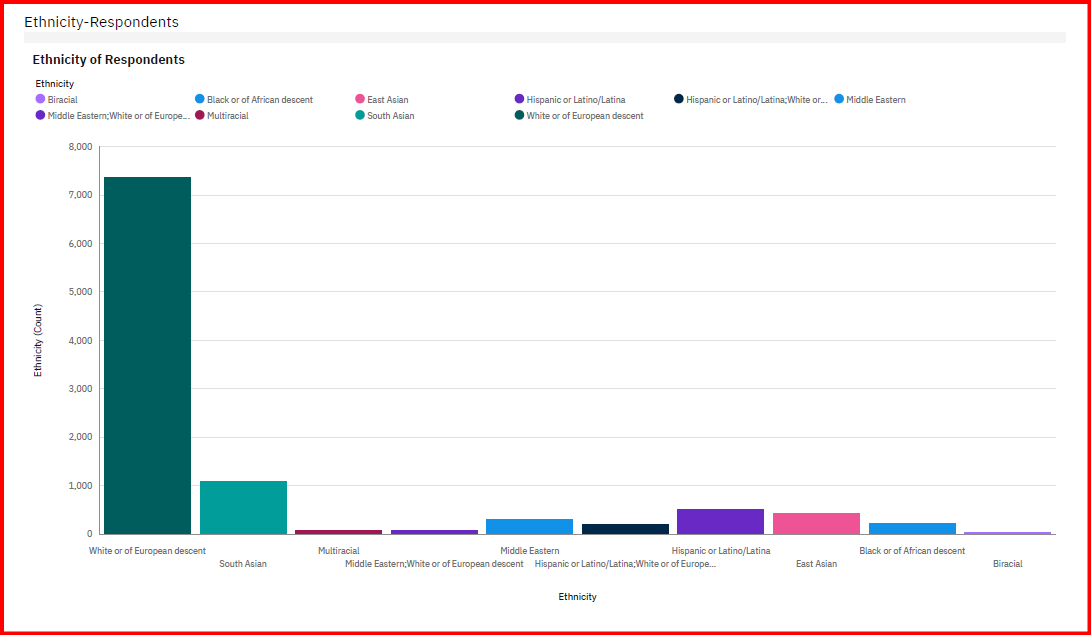 Ethnicity-Respondents
Ethnicity of Respondents
Ethnicity
Biracial Black or of African descent East Asian Hispanic or Latino/Latina Hispanic or Latino/Latina;White or... Middle Eastern
Middle Eastern;White or of Europe... Multiracial South Asian White or of European descent
8,000
7,000
6,000
5,000
4,000
3,000
2,000
1,000
0
Ethnicity (Count)
White or of European descent Multiracial Middle Eastern Hispanic or Latino/Latina Black or of African descent
South Asian Middle Eastern;White or of European descent Hispanic or Latino/Latina;White or of Europe... East Asian Biracial
Ethnicity